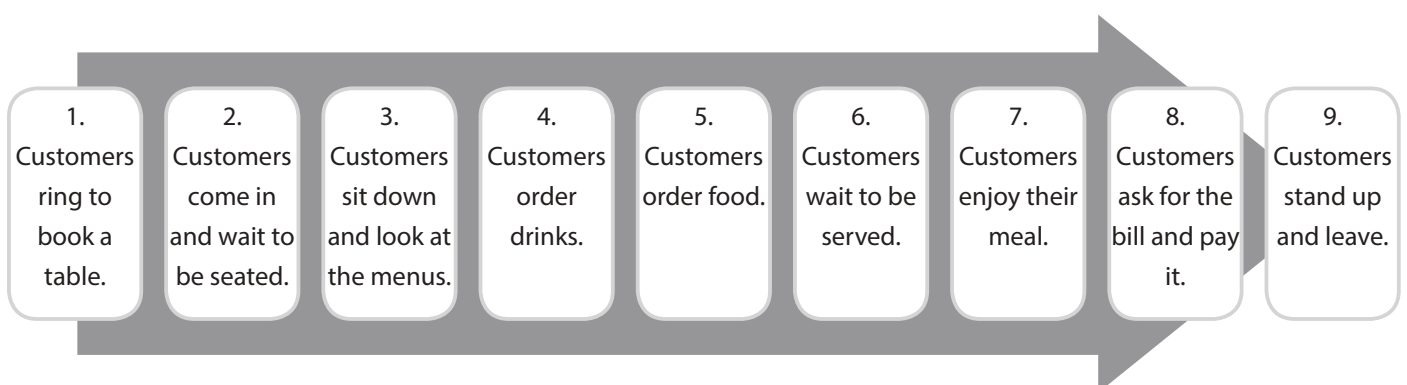 1.
Customers
ring to
book a
table.
2.
Customers
come in
and wait to
be seated.
3.
Customers
sit down
and look at
the menus.
4.
Customers
order
drinks.
5.
Customers
order food.
6.
Customers
wait to be
served.
7.
Customers
enjoy their
meal.
8.
Customers
ask for the
bill and pay
it.
9.
Customers
stand up
and leave.